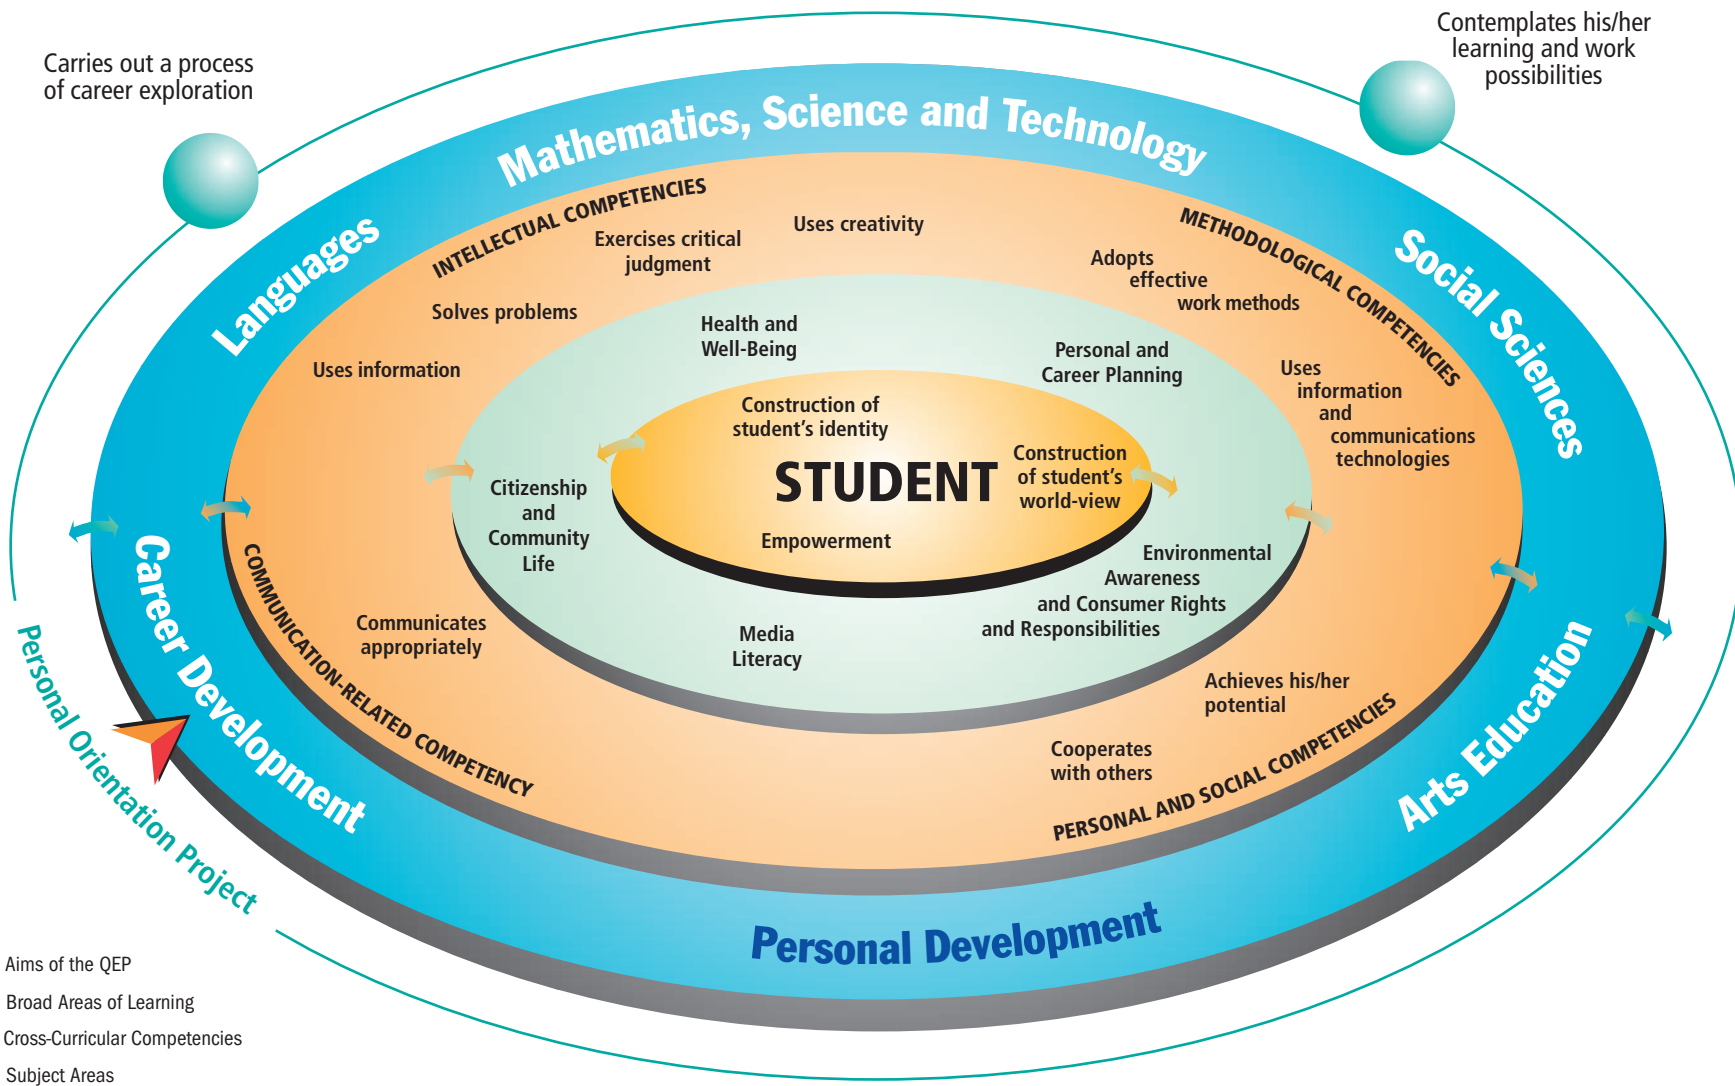 Carries out a process
of career exploration
Contemplates his/her
learning and work
possibilities
Mathematics, Science and Technology
Languages
Social Sciences
INTELLECTUAL COMPETENCIES
Uses creativity
Exercises critical
judgment
Solves problems
Uses information
METHODOLOGICAL COMPETENCIES
Adopts
effective
work methods
Uses
information
and
communications
technologies
Health and
Well-Being
Personal and
Career Planning
Construction of
student's identity
STUDENT
Construction
of student's
world-view
Empowerment
Citizenship
and
Community
Life
Environmental
Awareness
and Consumer Rights
and Responsibilities
Media
Literacy
Communicates
appropriately
COMMUNICATION-RELATED COMPETENCY
Achieves his/her
potential
Cooperates
with others
PERSONAL AND SOCIAL COMPETENCIES
Career Development
Arts Education
Personal Development
Personal Orientation Project
Aims of the QEP
Broad Areas of Learning
Cross-Curricular Competencies
Subject Areas